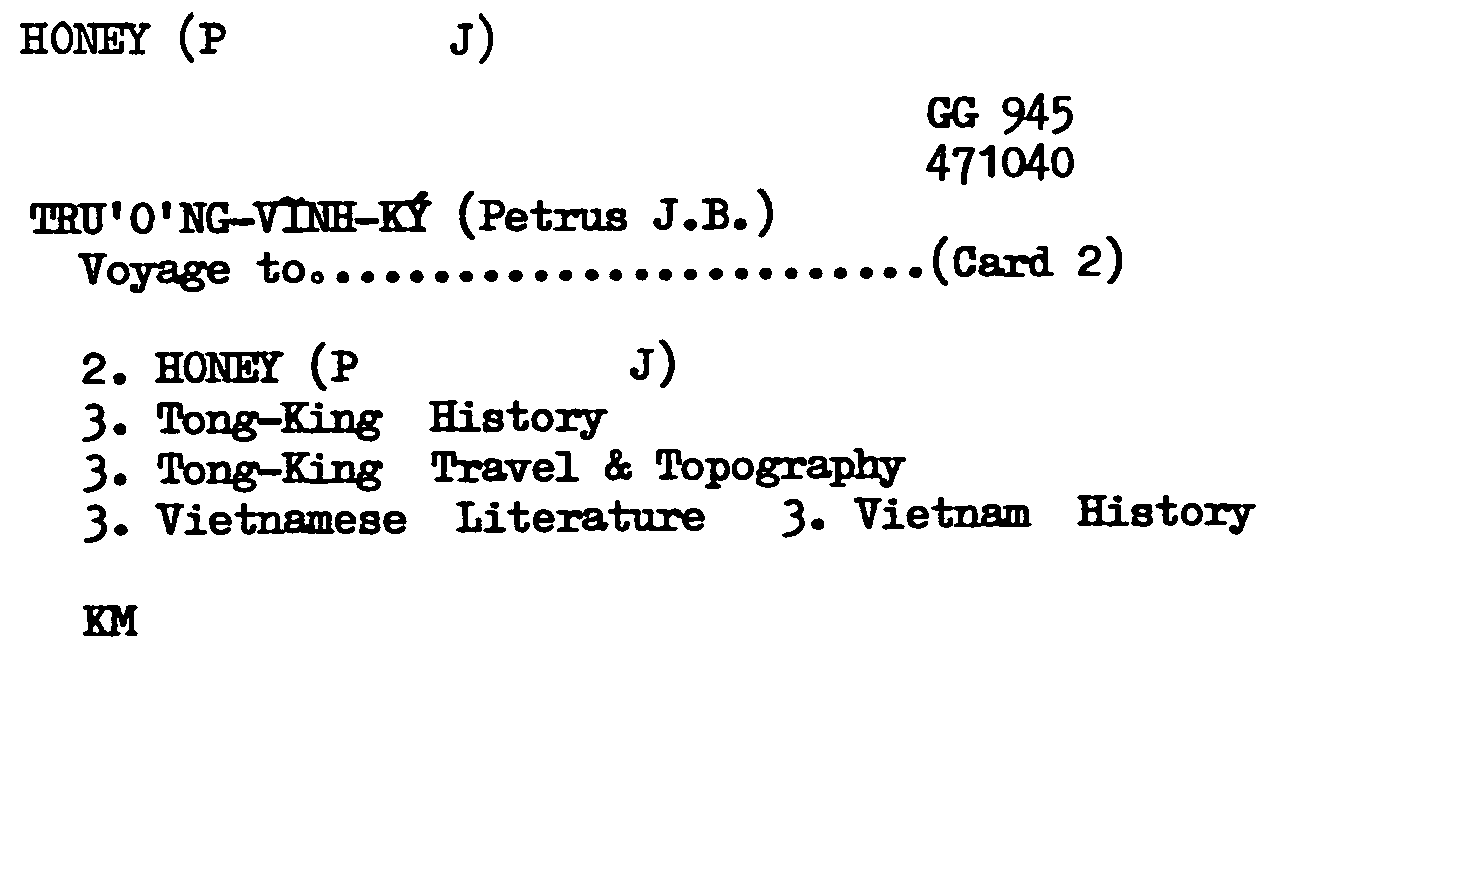 HONEY (P J)
GG 945
471040
TRU'O'NG-VĨNH-KÝ (Petrus J.B.)
Voyage to.........................(Card 2)
2. HONEY (P J)
3. Tong-King History
3. Tong-King Travel & Topography
3. Vietnamese Literature 3. Vietnam History
KM